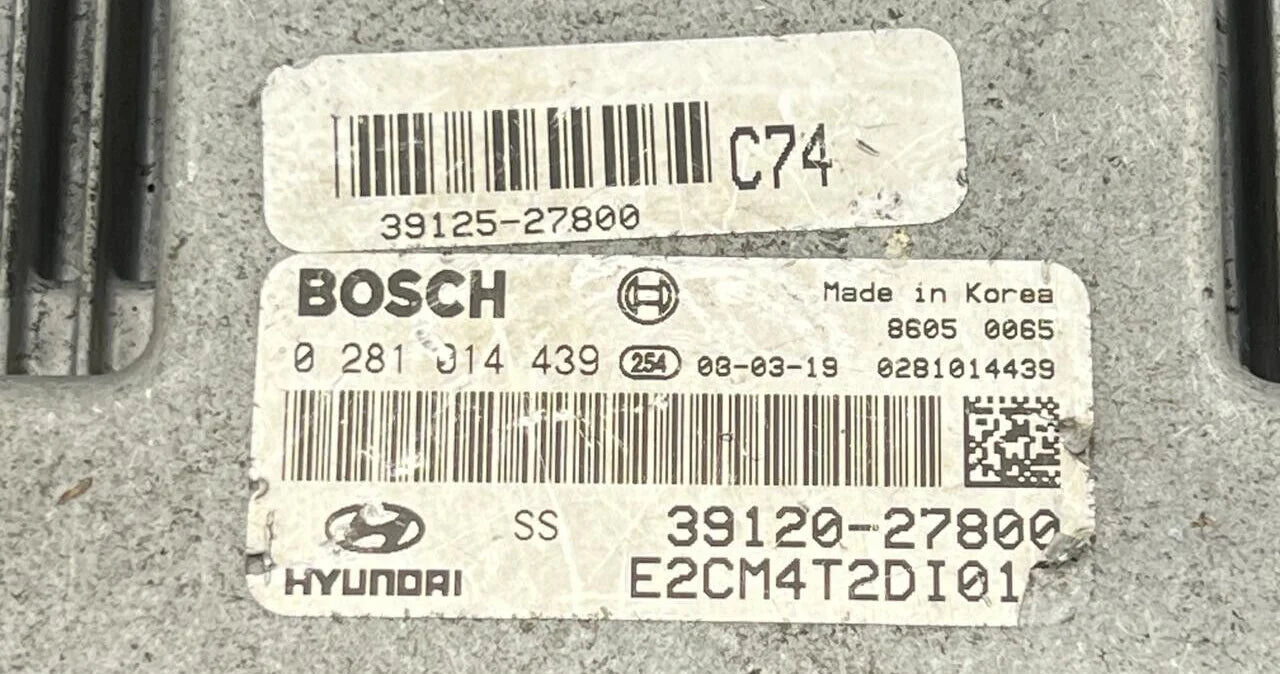 C74
39125-27800
BOSCH
Made in Korea
8605 0065
0 281 014 439 254 08-03-19 0281014439
SS 39120-27800
HYUNDAI E2CM4T2DI01